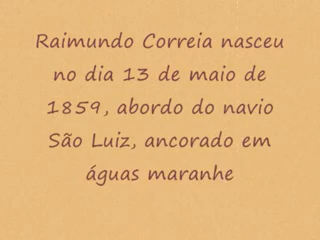 Raimundo Correia nasceu
no dia 13 de maio de
1859, abordo do navio
São Luiz, ancorado em
águas maranhe